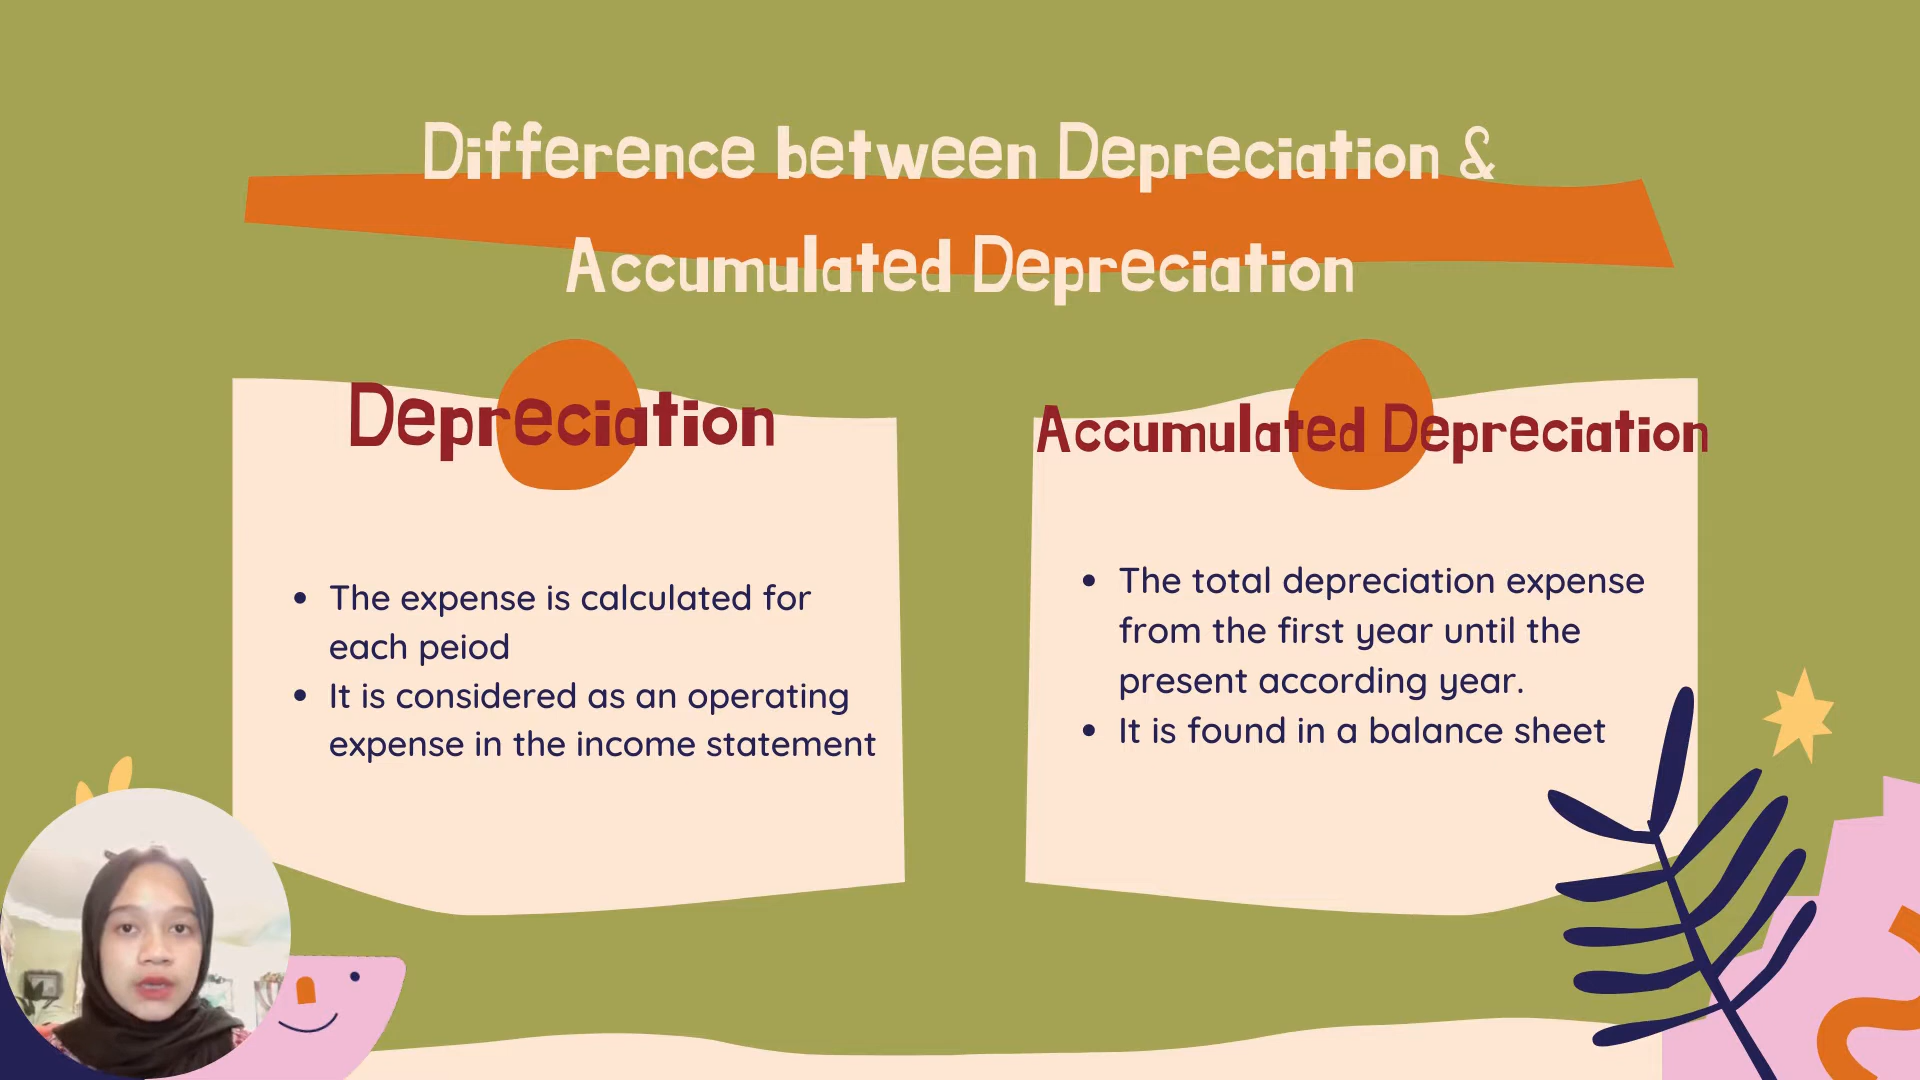 Difference between Depreciation &
Accumulated Depreciation
Depreciation
• The expense is calculated for
each peiod
• It is considered as an operating
expense in the income statement
Accumulated Depreciation
• The total depreciation expense
from the first year until the
present according year.
• It is found in a balance sheet